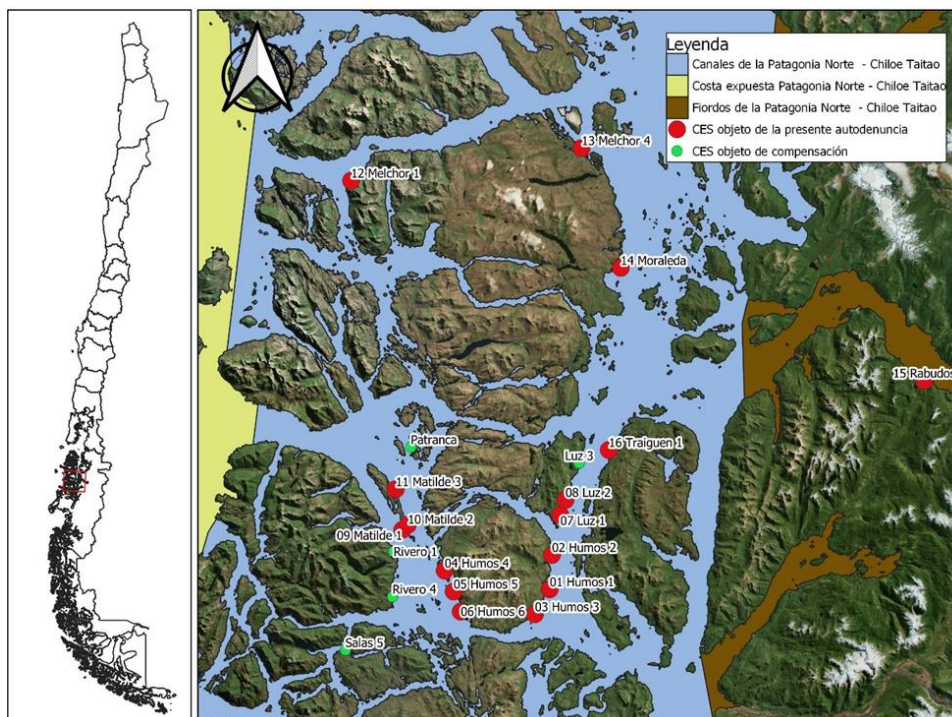 Leyenda
Canales de la Patagonia Norte - Chiloe Taitao
Costa expuesta Patagonia Norte - Chiloe Taitao
Fiordos de la Patagonia Norte - Chiloe Taitao
CES objeto de la presente autodenuncia
CES objeto de compensación
13 Melchor 4
12 Melchor 1
14 Moraleda
15 Rabudos
Patranca
16 Traiguen 1
Luz 3
11 Matilde 3
08 Luz 2
07 Luz 1
10 Matilde 2
09 Matilde 1
Rivero 1
02 Humos 2
04 Humos 4
05 Humos 5
01 Humos 1
Rivero 4
06 Humos 6
03 Humos 3
Salas 5